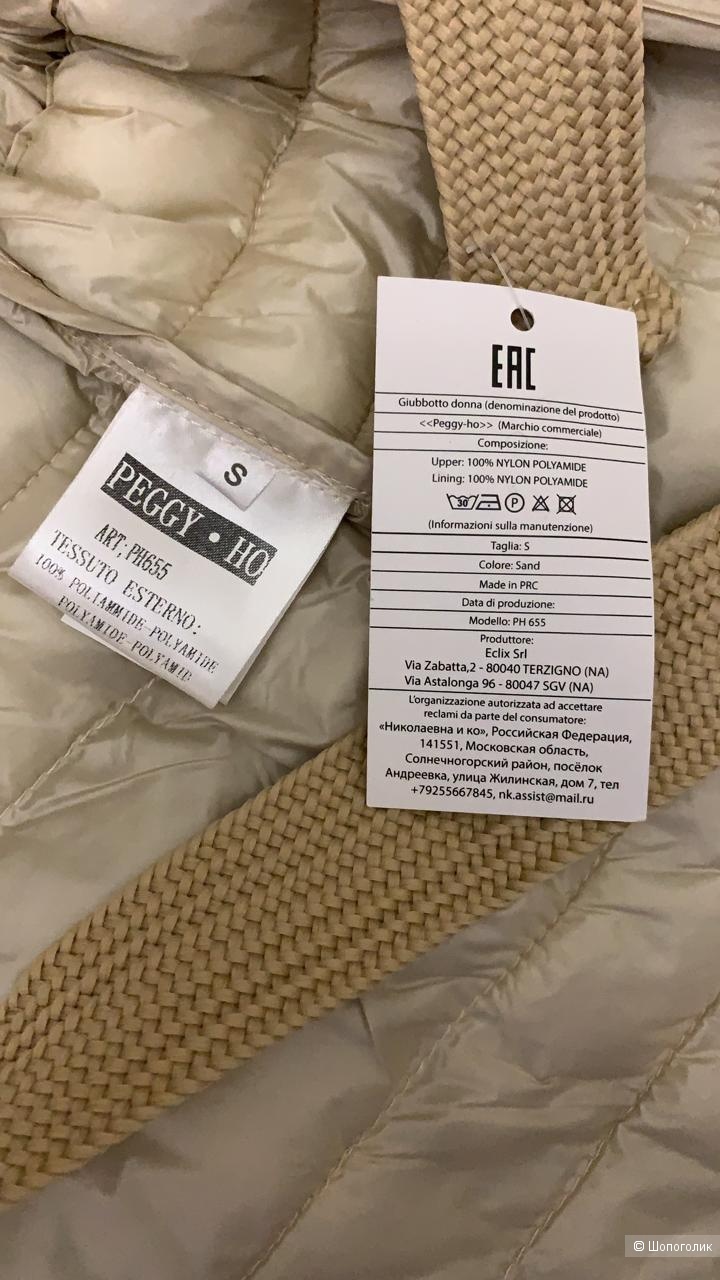 S
PEGGY • HO
ART; PH655
TESSUTO ESTERNO:
100% POLIAMMIDE-POLYAMIDE
POLYAMIDE-POLYAMID
EAC
Giubbotto donna (denominazione del prodotto)
<<Peggy-ho>> (Marchio commerciale)
Composizione:
Upper: 100% NYLON POLYAMIDE
Lining: 100% NYLON POLYAMIDE
30° P
(Informazioni sulla manutenzione)
Taglia: S
Colore: Sand
Made in PRC
Data di produzione:
Modello: PH 655
Produttore:
Eclix Srl
Via Zabatta,2 - 80040 TERZIGNO (NA)
Via Astalonga 96 - 80047 SGV (NA)
L'organizzazione autorizzata ad accettare
reclami da parte del consumatore:
«Николаевна и ко», Российская Федерация,
141551, Московская область,
Солнечногорский район, посёлок
Андреевка, улица Жилинская, дом 7, тел
+79255667845, nk.assist@mail.ru
© Шопоголик